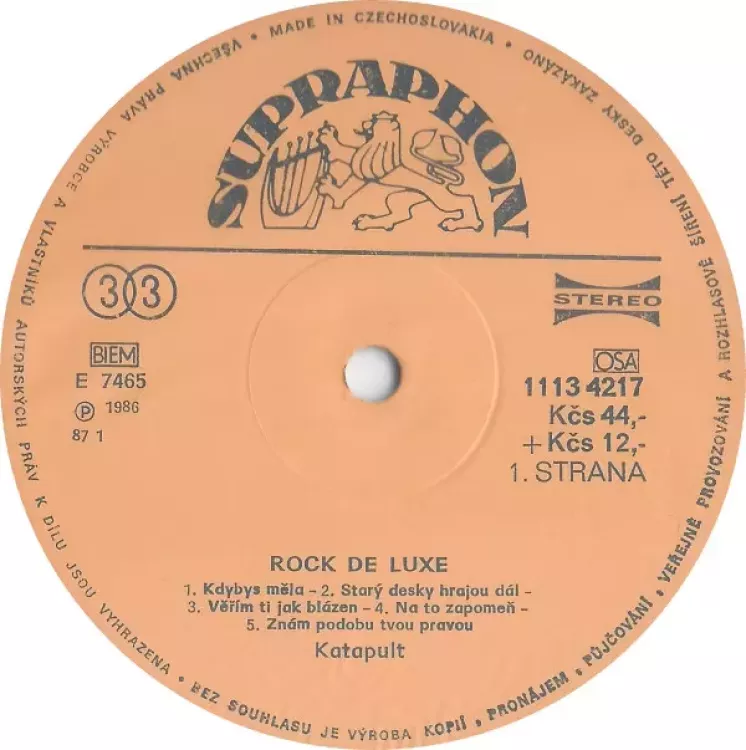 VŠECHNA PRÁVA VÝROBCE A VLASTNÍKŮ AUTORSKÝCH PRÁV K DÍLU JSOU VYHRAZENA • BEZ SOUHLASU JE VÝROBA KOPIÍ, PRONÁJEM, PŮJČOVÁNÍ, VEŘEJNÉ PROVOZOVÁNÍ A ROZHLASOVÉ ŠÍŘENÍ TÉTO DESKY ZAKÁZÁNO • MADE IN CZECHOSLOVAKIA •
SUPRAPHON
33
STEREO
BIEM
OSA
E 7465
1113 4217
Ⓟ 1986
Kčs 44,-
87 1
+ Kčs 12,-
1. STRANA
ROCK DE LUXE
1. Kdybys měla – 2. Starý desky hrajou dál –
3. Věřím ti jak blázen – 4. Na to zapomeň –
5. Znám podobu tvou pravou
Katapult